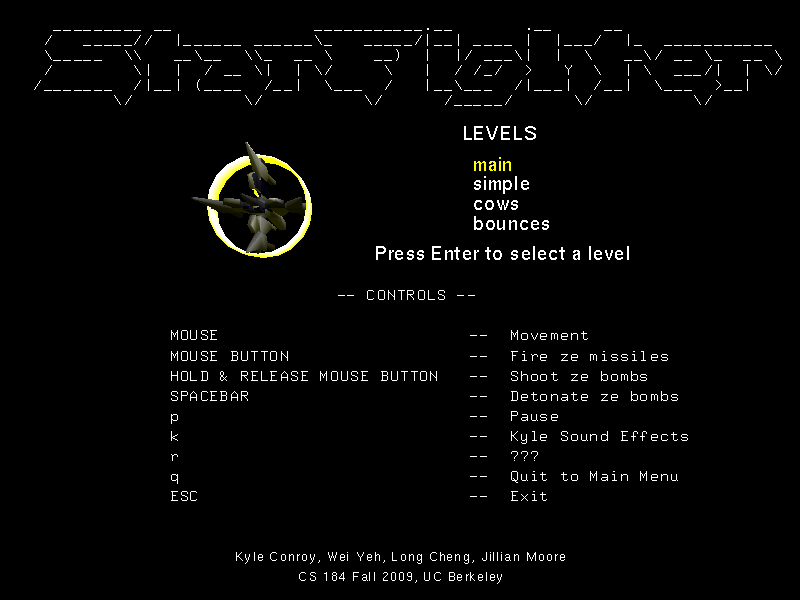 StarFighter
LEVELS
main
simple
cows
bounces
Press Enter to select a level
-- CONTROLS --
MOUSE -- Movement
MOUSE BUTTON -- Fire ze missiles
HOLD & RELEASE MOUSE BUTTON -- Shoot ze bombs
SPACEBAR -- Detonate ze bombs
p -- Pause
k -- Kyle Sound Effects
r -- ???
q -- Quit to Main Menu
ESC -- Exit
Kyle Conroy, Wei Yeh, Long Cheng, Jillian Moore
CS 184 Fall 2009, UC Berkeley